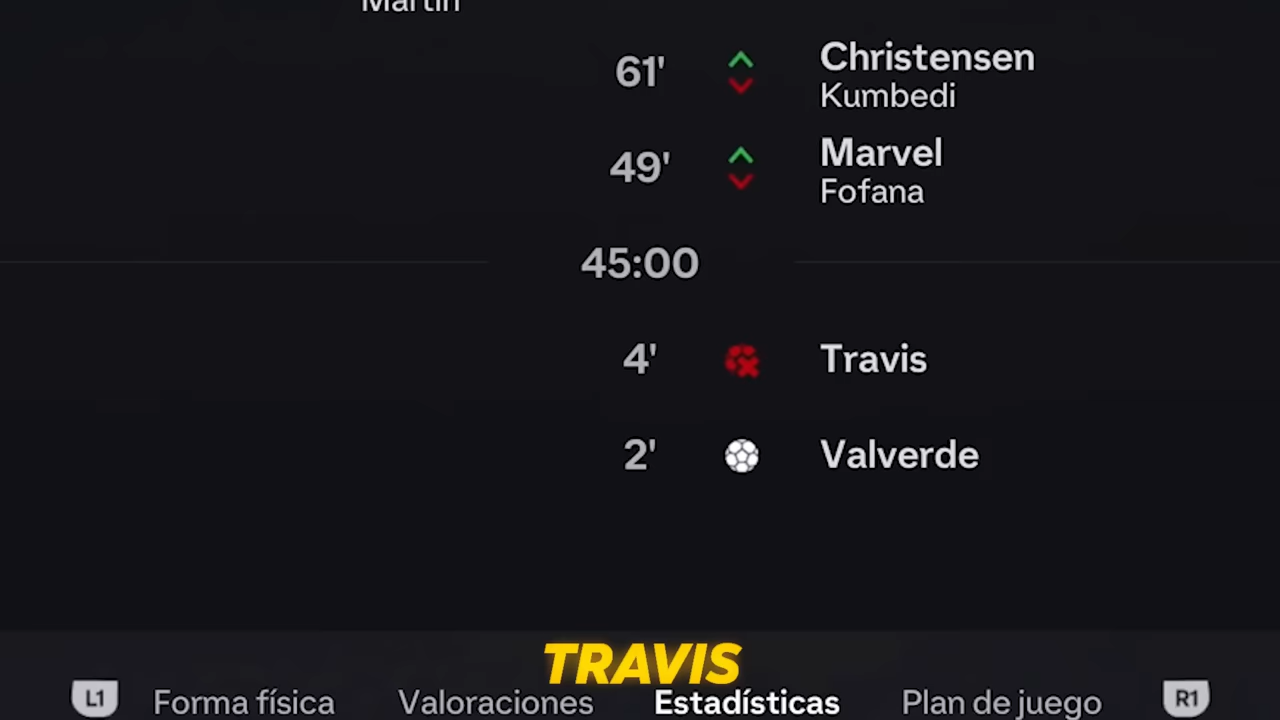 Martin
61'
Christensen
Kumbedi
49'
Marvel
Fofana
45:00
4'
Travis
2'
Valverde
TRAVIS
L1 Forma física Valoraciones Estadísticas Plan de juego R1